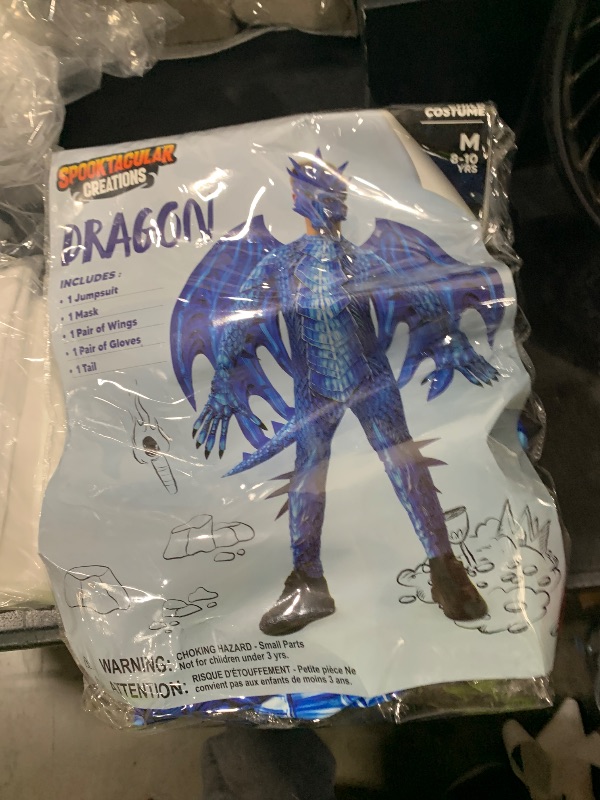 COSTUME
M
8-10
YRS
SPOOKTACULAR
CREATIONS
DRAGON
INCLUDES :
• 1 Jumpsuit
• 1 Mask
• 1 Pair of Wings
• 1 Pair of Gloves
• 1 Tail
WARNING: CHOKING HAZARD - Small Parts
Not for children under 3 yrs.
ATTENTION: RISQUE D'ÉTOUFFEMENT - Petite pièce Ne
convient pas aux enfants de moins 3 ans.